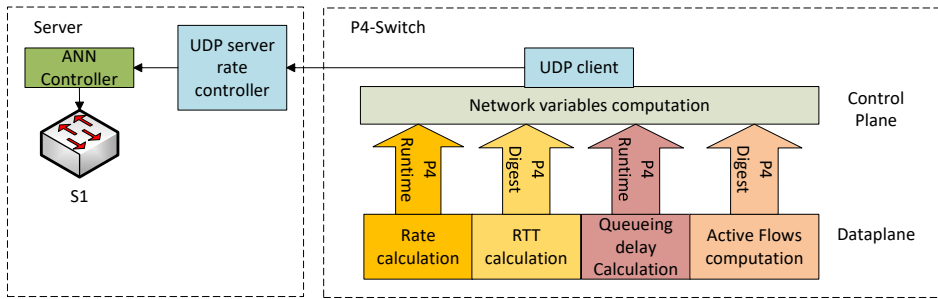 Server
ANN
Controller
UDP server
rate
controller
S1
P4-Switch
UDP client
Network variables computation
Control
Plane
P4
Runtime
P4
Digest
P4
Runtime
P4
Digest
Rate
calculation
RTT
calculation
Queueing
delay
Calculation
Active Flows
computation
Dataplane